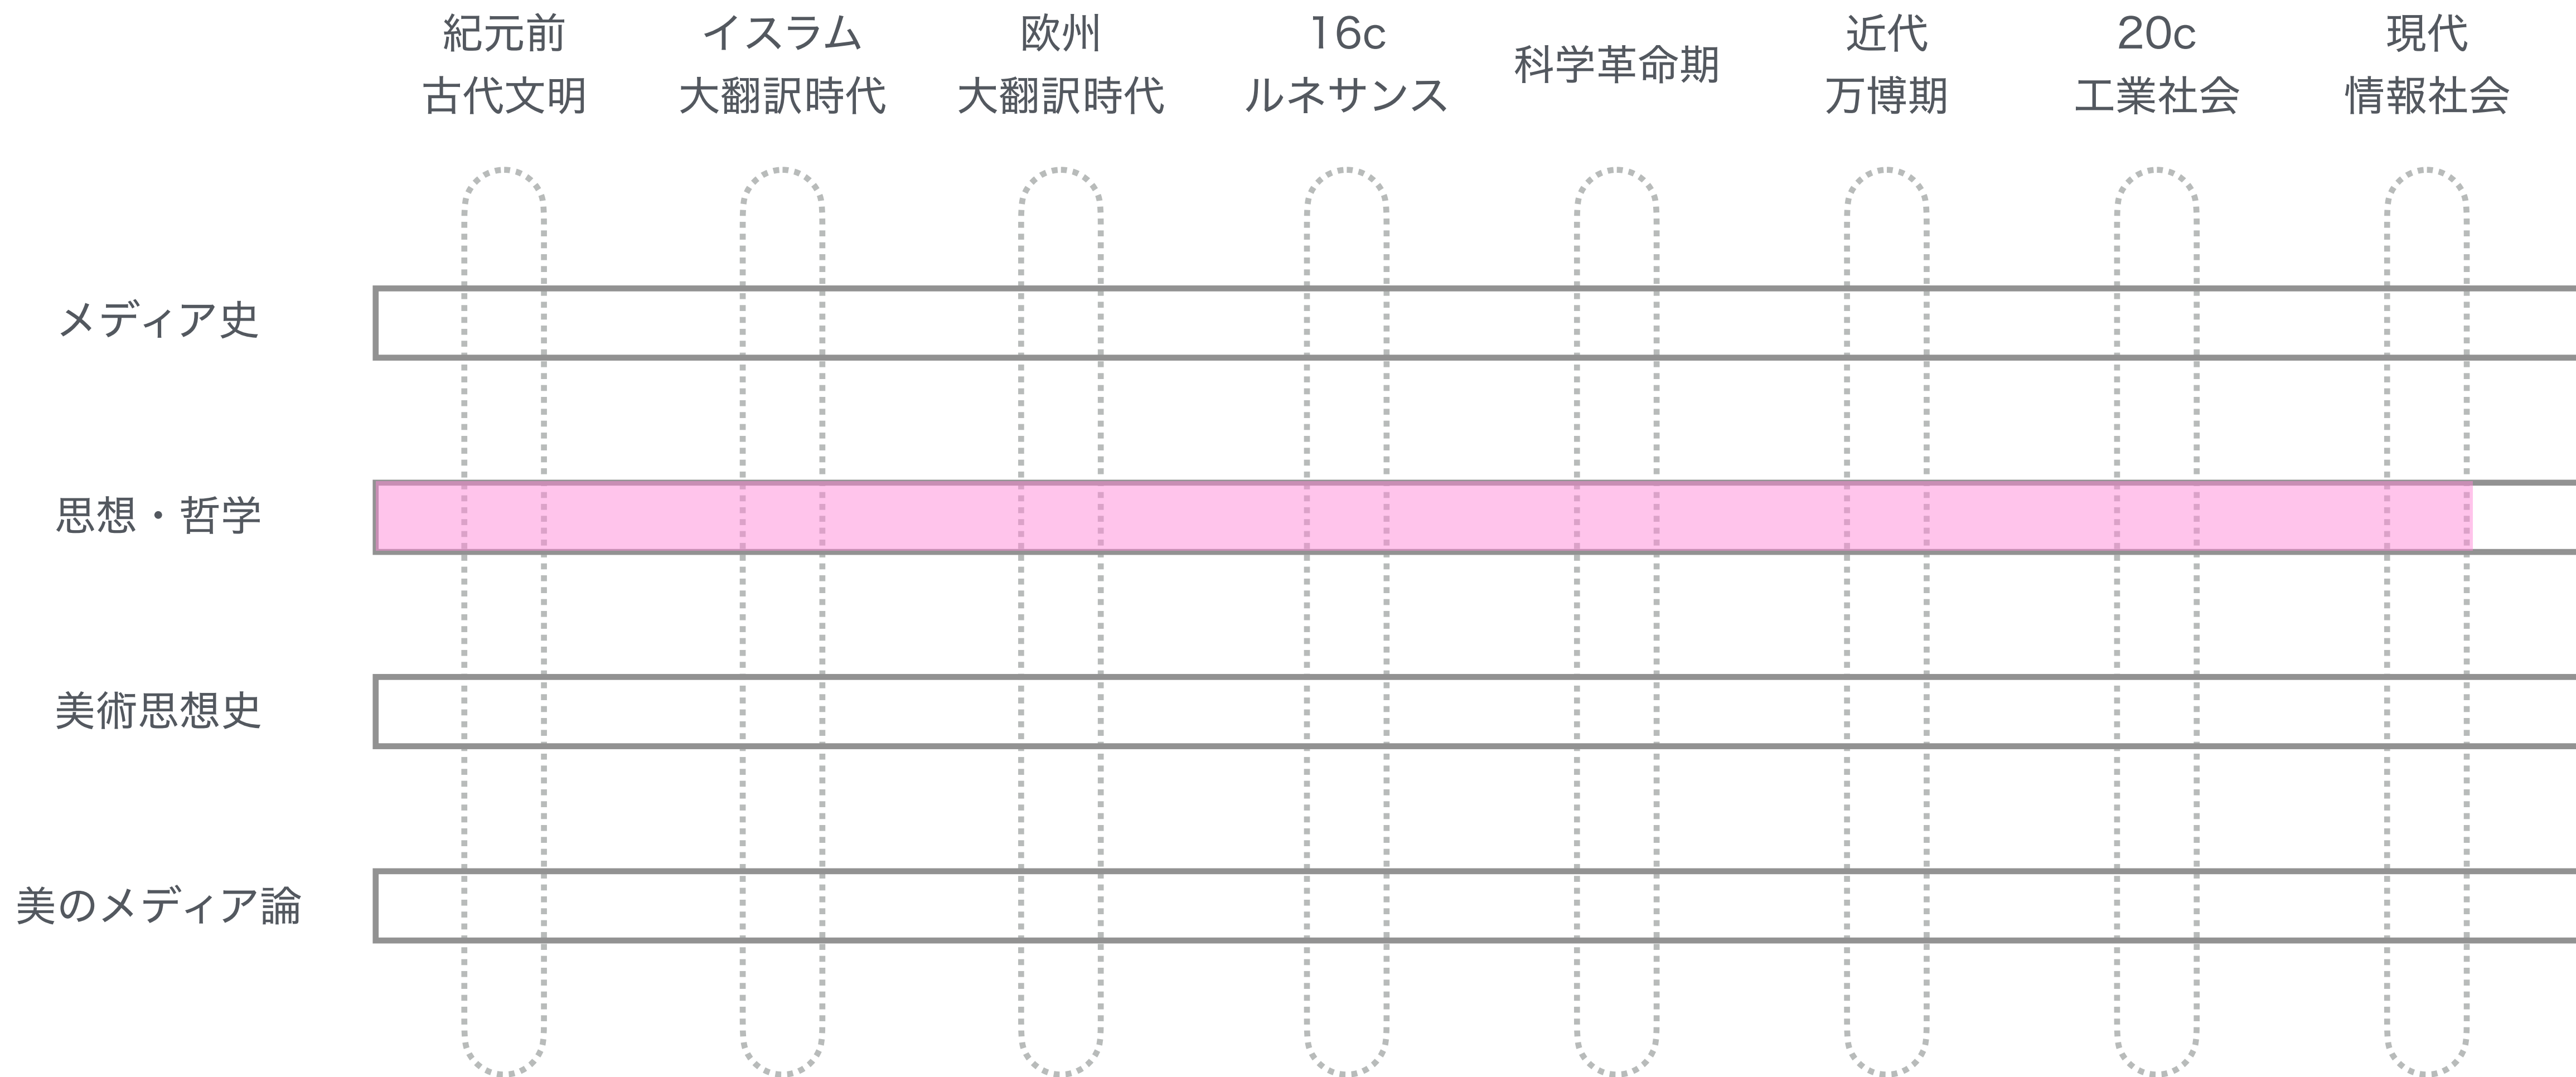 紀元前
古代文明
イスラム
大翻訳時代
欧州
大翻訳時代
16c
ルネサンス
科学革命期
近代
万博期
20c
工業社会
現代
情報社会
メディア史
思想・哲学
美術思想史
美のメディア論